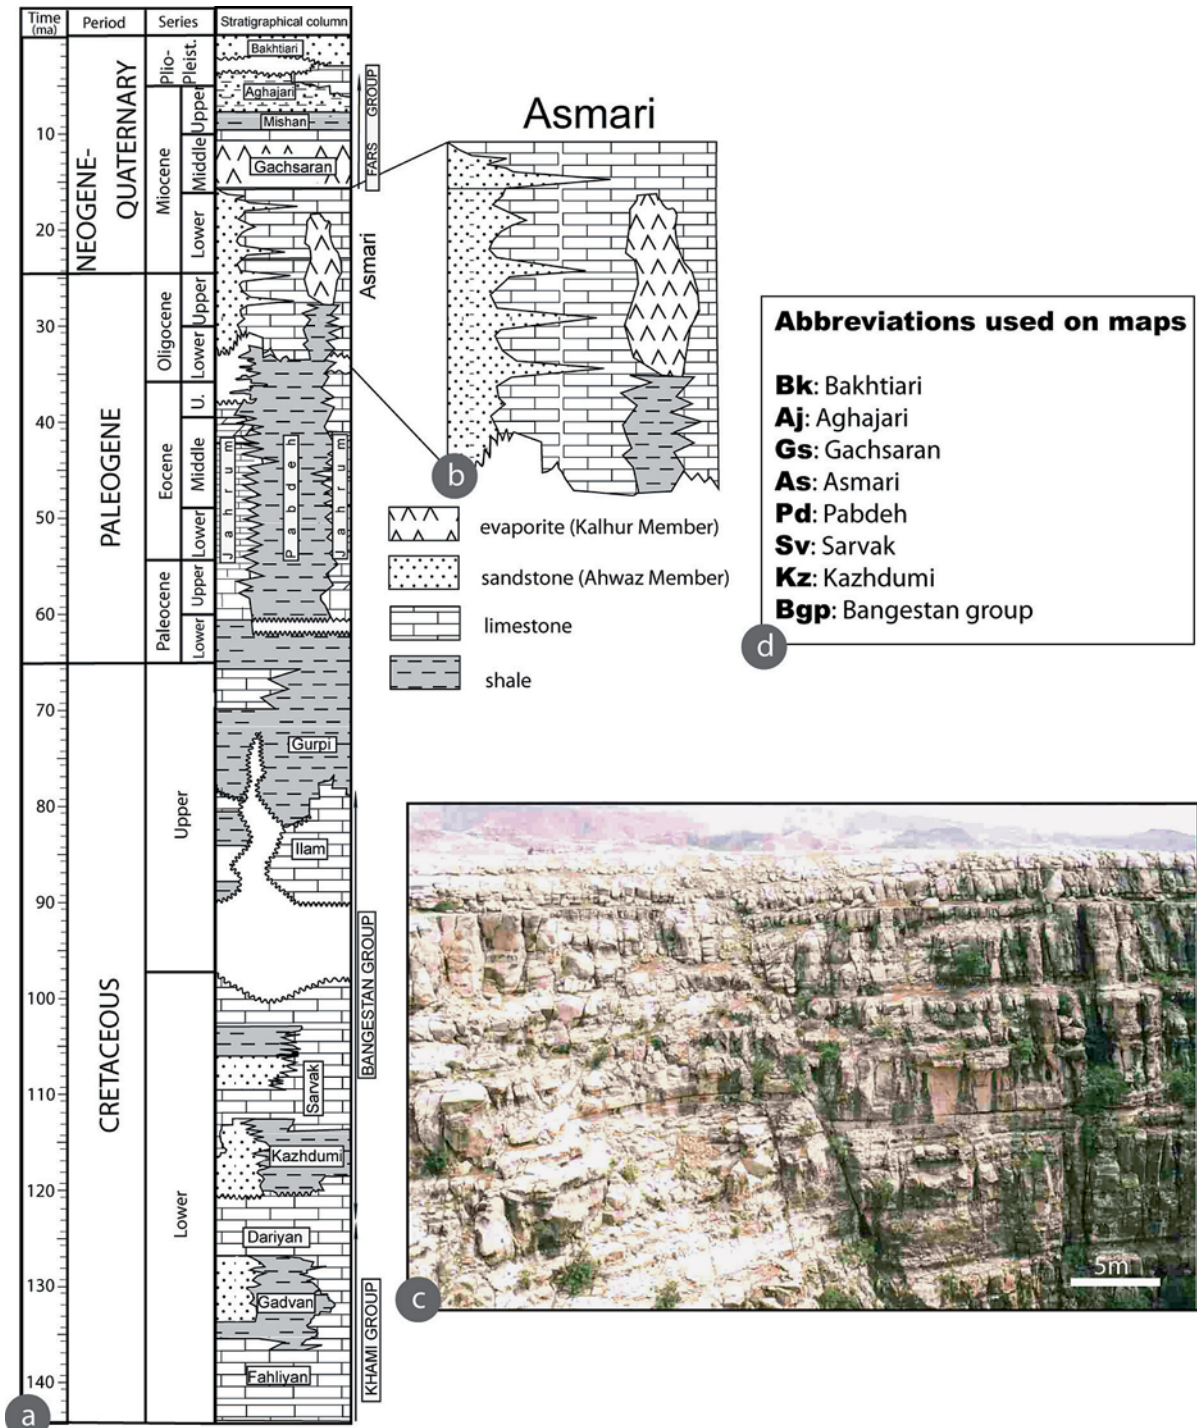 Time
(ma)
Period
Series
Stratigraphical column
10
20
30
40
50
60
70
80
90
100
110
120
130
140
NEOGENE-
QUATERNARY
PALEOGENE
CRETACEOUS
Plio-
Pleist.
Miocene
Upper
Middle
Lower
Oligocene
Upper
Lower
Eocene
U.
Middle
Lower
Paleocene
Upper
Lower
Upper
Lower
Bakhtiari
Aghajari
Mishan
Gachsaran
Jahrum
Pabdeh
Jahrum
Gurpi
Ilam
Sarvak
Kazhdumi
Dariyan
Gadvan
Fahliyan
FARS GROUP
Asmari
BANGESTAN GROUP
KHAMI GROUP
a
Asmari
b
evaporite (Kalhur Member)
sandstone (Ahwaz Member)
limestone
shale
Abbreviations used on maps
Bk: Bakhtiari
Aj: Aghajari
Gs: Gachsaran
As: Asmari
Pd: Pabdeh
Sv: Sarvak
Kz: Kazhdumi
Bgp: Bangestan group
d
5m
c